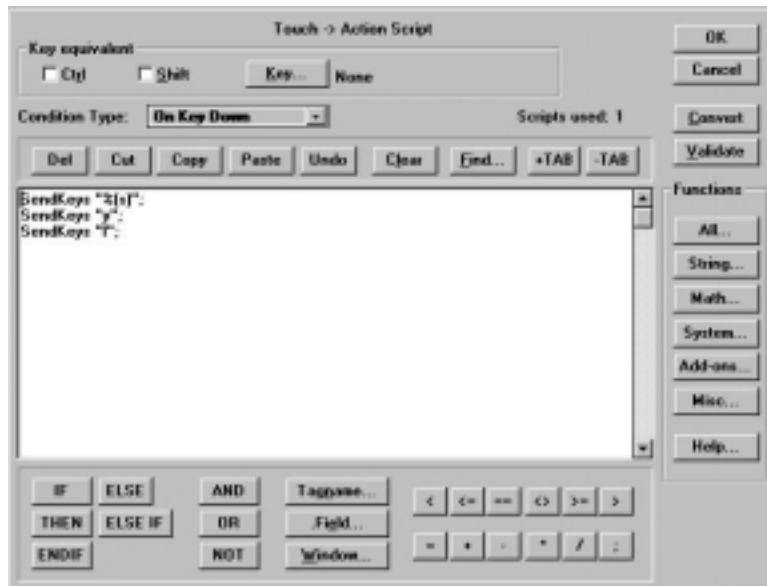 Touch -> Action Script
Key equivalent
Ctrl Shift Key... None
OK
Cancel
Condition Type: On Key Down Scripts used: 1
Convert
Validate
Del Cut Copy Paste Undo Clear Find... +TAB -TAB
SendKeys
SendKeys "y";
SendKeys
Functions
All...
String...
Math...
System...
Add-ons...
Misc...
Help...
IF ELSE AND Tagname... < <= == <> >= >
THEN ELSE IF OR .Field...
ENDIF NOT Window... = + - * / ;